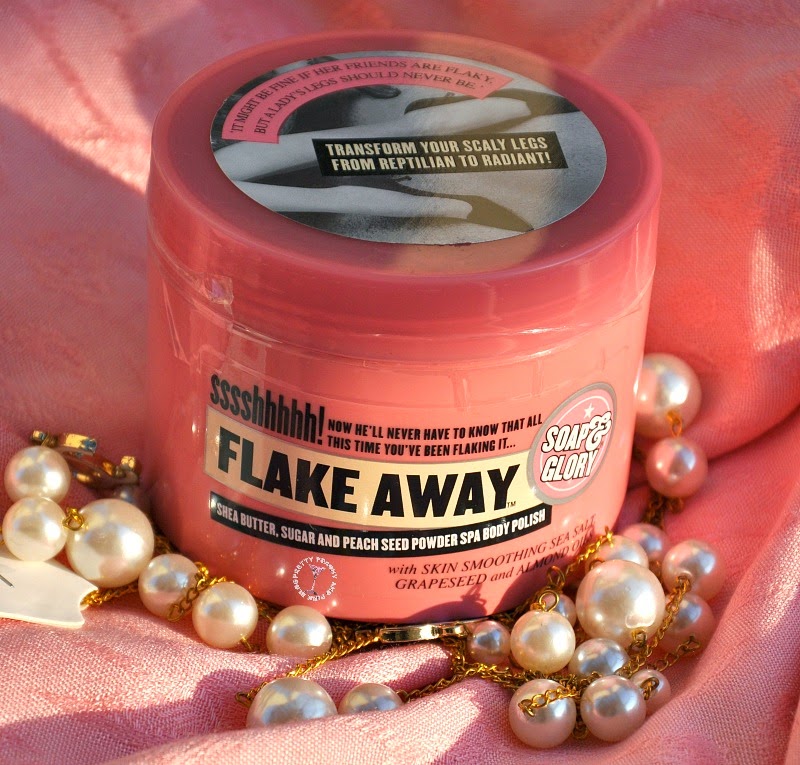 'IT MIGHT BE FINE IF HER FRIENDS ARE FLAKY,
BUT A LADY'S LEGS SHOULD NEVER BE.'
TRANSFORM YOUR SCALY LEGS
FROM REPTILIAN TO RADIANT!
sssshhhhh!
NOW HE'LL NEVER HAVE TO KNOW THAT ALL
THIS TIME YOU'VE BEEN FLAKING IT...
FLAKE AWAY™
SOAP &
GLORY
SHEA BUTTER, SUGAR AND PEACH SEED POWDER SPA BODY POLISH
with SKIN SMOOTHING SEA SALT
GRAPESEED and ALMOND